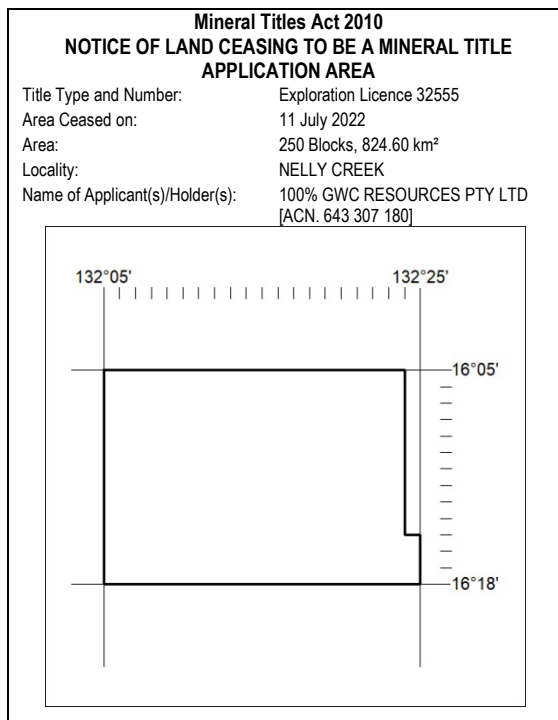 Mineral Titles Act 2010
NOTICE OF LAND CEASING TO BE A MINERAL TITLE
APPLICATION AREA
Title Type and Number: Exploration Licence 32555
Area Ceased on: 11 July 2022
Area: 250 Blocks, 824.60 km²
Locality: NELLY CREEK
Name of Applicant(s)/Holder(s): 100% GWC RESOURCES PTY LTD
[ACN. 643 307 180]
132°05' 132°25'
16°05'
16°18'